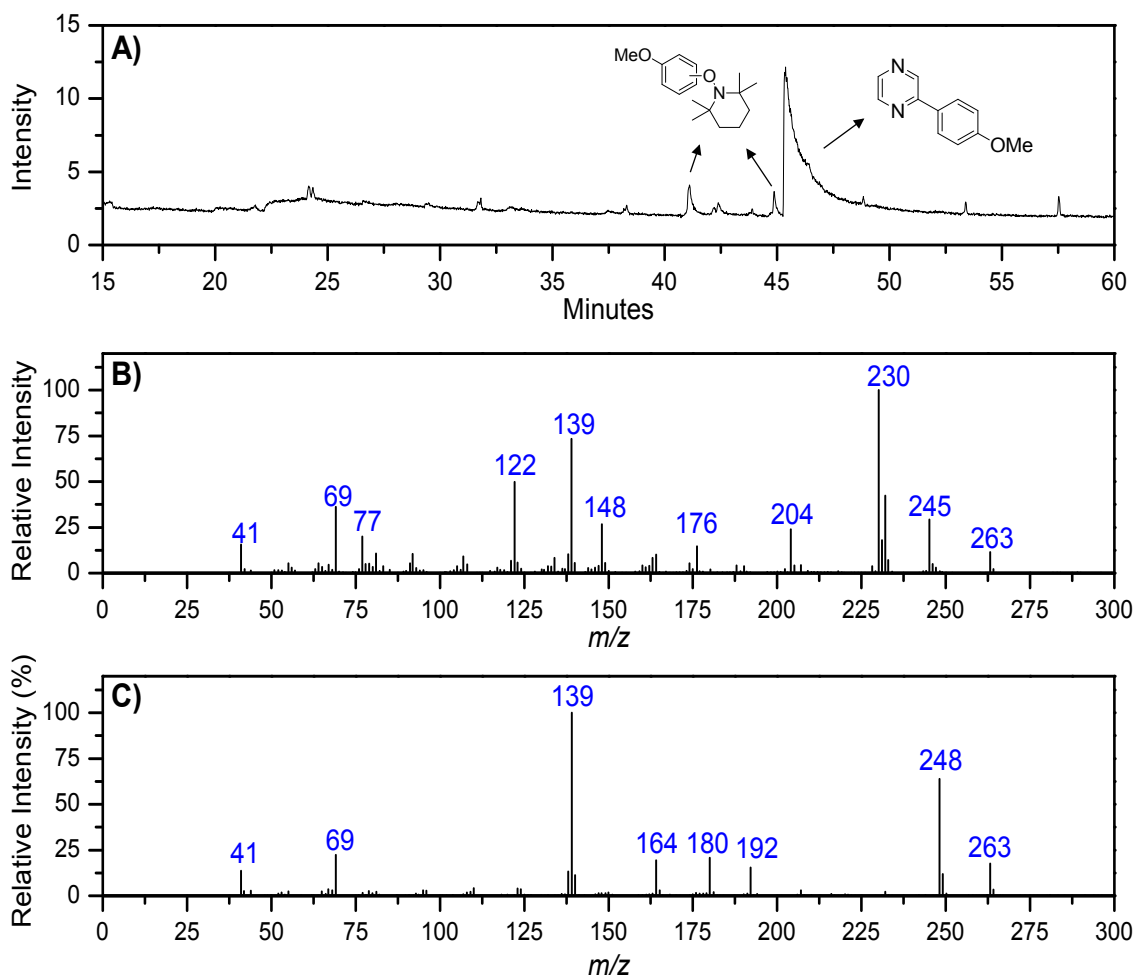 A)
Intensity
15
10
5
0
MeO
O
N
N
N
OMe
15 20 25 30 35 40 45 50 55 60
Minutes
B)
Relative Intensity
100
75
50
25
0
41
69
77
122
139
148
176
204
230
245
263
0 25 50 75 100 125 150 175 200 225 250 275 300
m/z
C)
Relative Intensity (%)
100
75
50
25
0
41
69
139
164
180
192
248
263
0 25 50 75 100 125 150 175 200 225 250 275 300
m/z